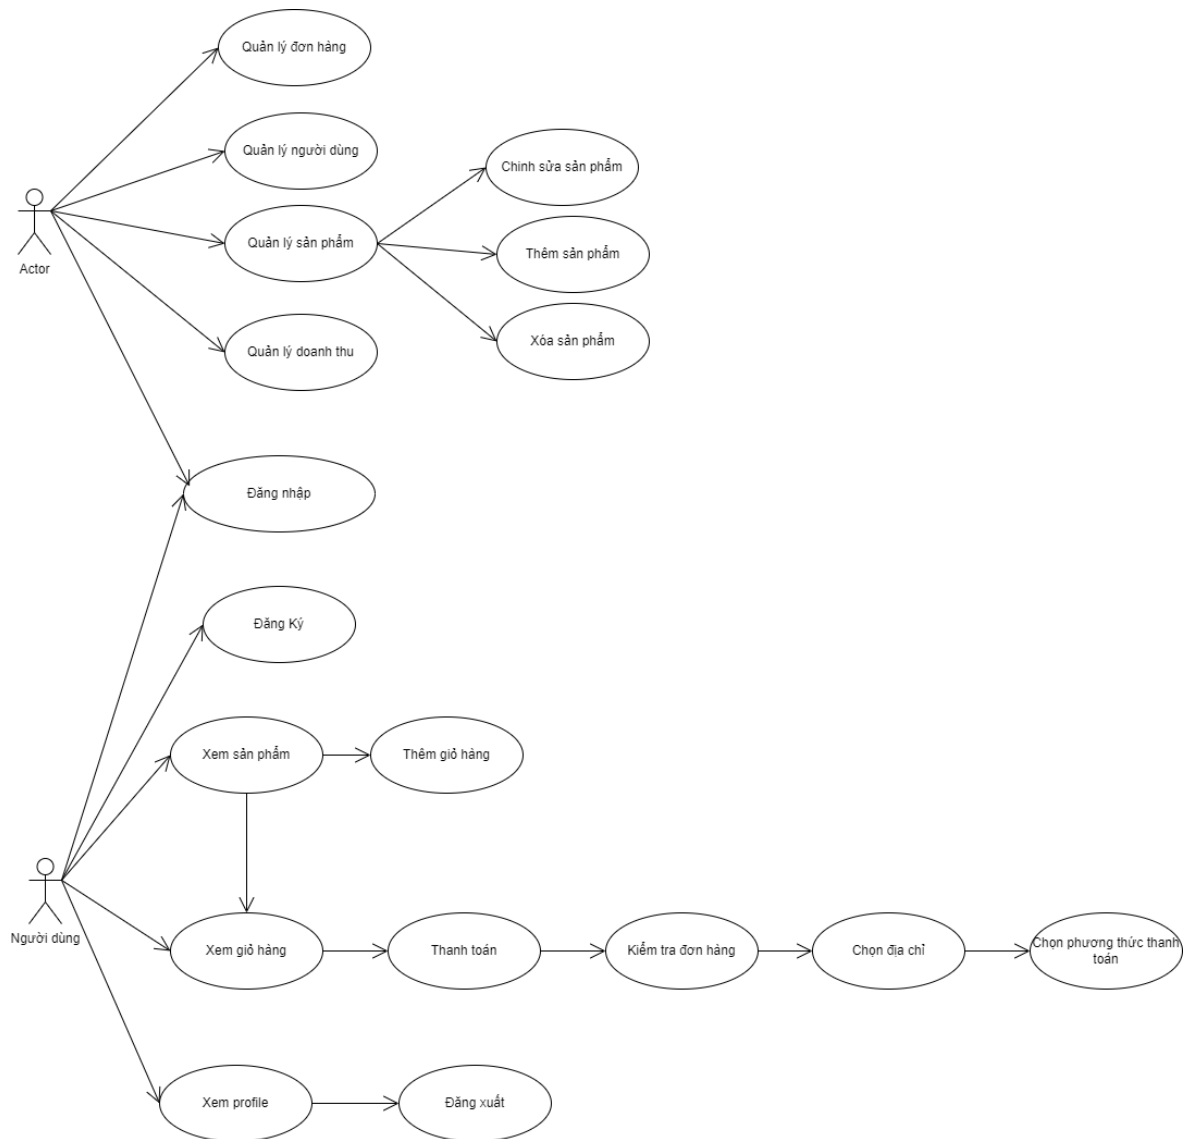 Quản lý đơn hàng
Quản lý người dùng
Chinh sửa sản phẩm
Actor
Quản lý sản phẩm
Thêm sản phẩm
Xóa sản phẩm
Quản lý doanh thu
Đăng nhập
Đăng Ký
Xem sản phẩm
Thêm giỏ hàng
Người dùng
Xem giỏ hàng
Thanh toán
Kiểm tra đơn hàng
Chọn địa chỉ
Chọn phương thức thanh
toán
Xem profile
Đăng xuất